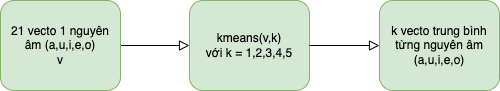 21 vecto 1 nguyên
âm (a,u,i,e,o)
v
kmeans(v,k)
với k = 1,2,3,4,5
k vecto trung bình
từng nguyên âm
(a,u,i,e,o)